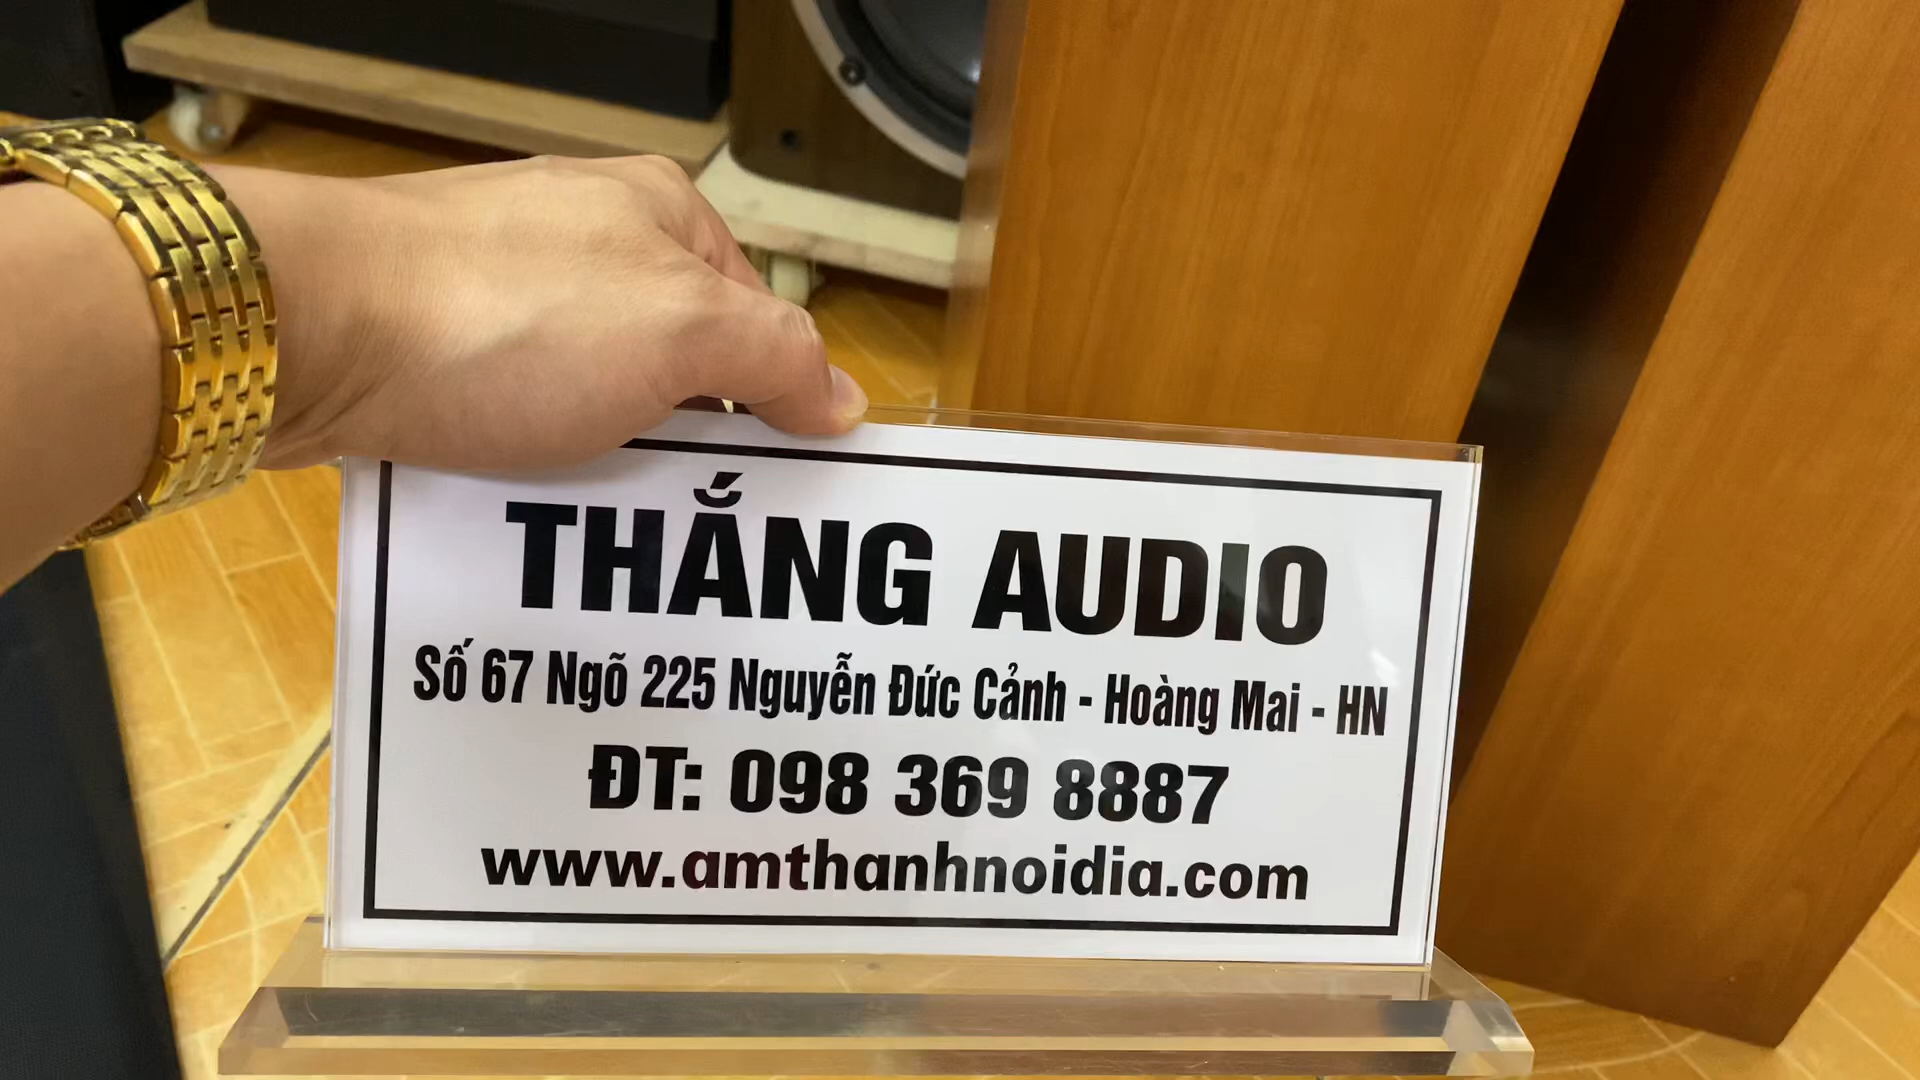 THẮNG AUDIO
Số 67 Ngõ 225 Nguyễn Đức Cảnh - Hoàng Mai - HN
ĐT: 098 369 8887
www.amthanhnoidia.com